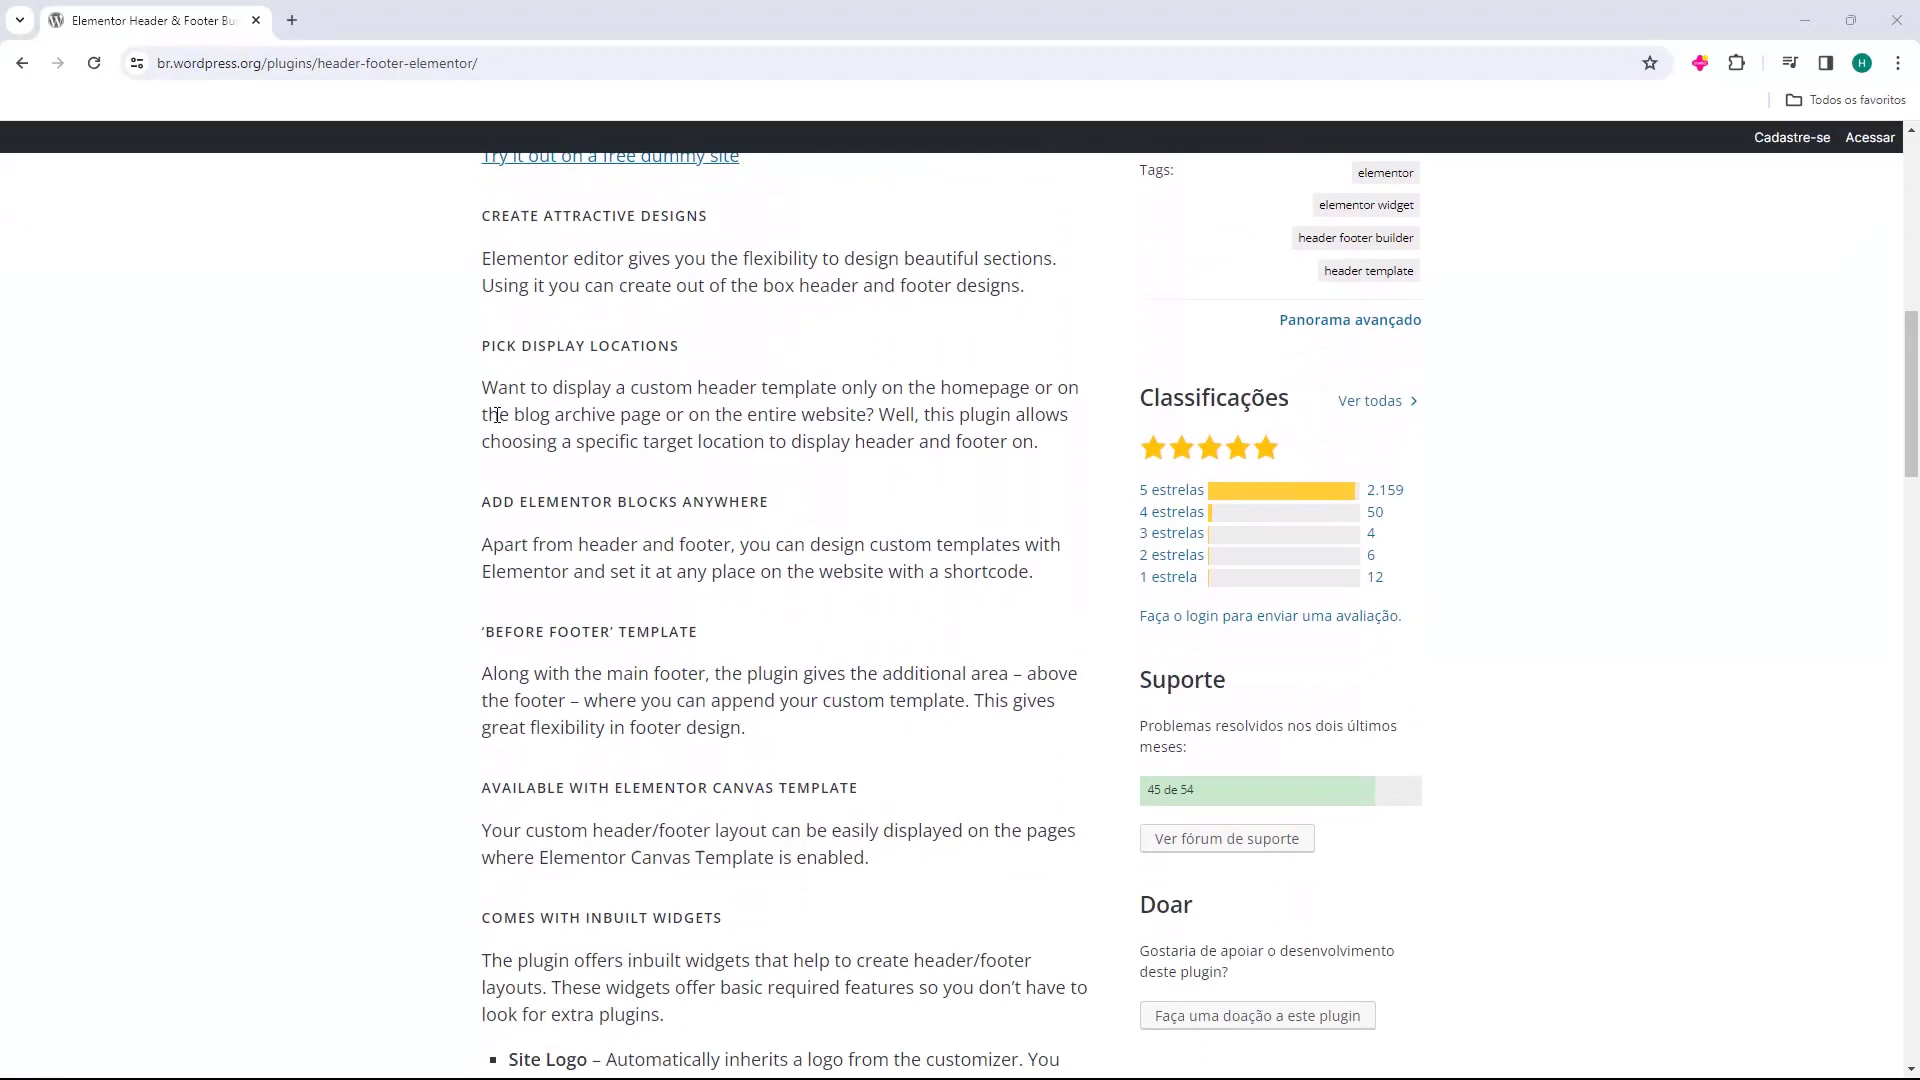 Elementor Header & Footer Bu
br.wordpress.org/plugins/header-footer-elementor/
H
Todos os favoritos
Cadastre-se Acessar
Try it out on a free dummy site
CREATE ATTRACTIVE DESIGNS
Elementor editor gives you the flexibility to design beautiful sections.
Using it you can create out of the box header and footer designs.
PICK DISPLAY LOCATIONS
Want to display a custom header template only on the homepage or on
the blog archive page or on the entire website? Well, this plugin allows
choosing a specific target location to display header and footer on.
ADD ELEMENTOR BLOCKS ANYWHERE
Apart from header and footer, you can design custom templates with
Elementor and set it at any place on the website with a shortcode.
‘BEFORE FOOTER’ TEMPLATE
Along with the main footer, the plugin gives the additional area – above
the footer – where you can append your custom template. This gives
great flexibility in footer design.
AVAILABLE WITH ELEMENTOR CANVAS TEMPLATE
Your custom header/footer layout can be easily displayed on the pages
where Elementor Canvas Template is enabled.
COMES WITH INBUILT WIDGETS
The plugin offers inbuilt widgets that help to create header/footer
layouts. These widgets offer basic required features so you don’t have to
look for extra plugins.
▪ Site Logo – Automatically inherits a logo from the customizer. You
Tags:
elementor
elementor widget
header footer builder
header template
Panorama avançado
Classificações
Ver todas
5 estrelas 2.159
4 estrelas 50
3 estrelas 4
2 estrelas 6
1 estrela 12
Faça o login para enviar uma avaliação.
Suporte
Problemas resolvidos nos dois últimos
meses:
45 de 54
Ver fórum de suporte
Doar
Gostaria de apoiar o desenvolvimento
deste plugin?
Faça uma doação a este plugin